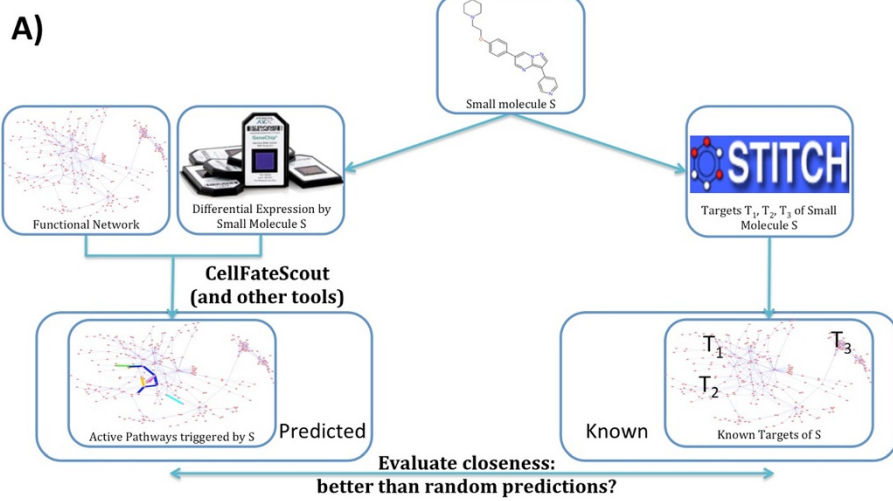 A)
Small molecule S
Functional Network
GeneChip
Differential Expression by
Small Molecule S
STITCH
Targets T₁, T₂, T₃ of Small
Molecule S
CellFateScout
(and other tools)
T₁
T₂
T₃
Active Pathways triggered by S
Predicted
Known
Known Targets of S
Evaluate closeness:
better than random predictions?